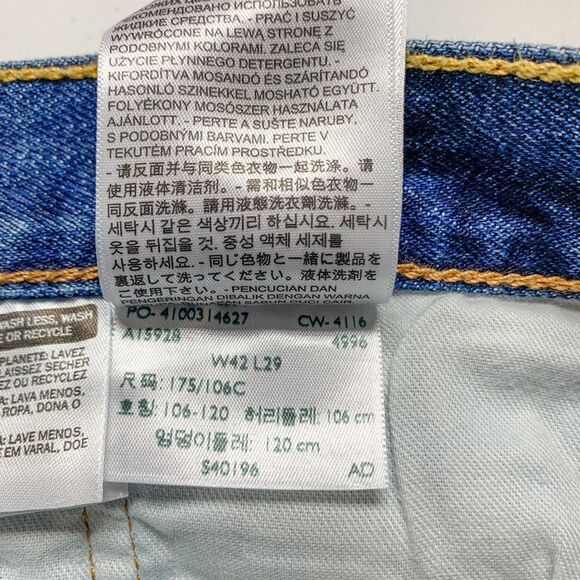 РЕКОМЕНДОВАНО ИСПОЛЬЗОВАТЬ
ЖИДКИЕ СРЕДСТВА. - PRAĆ I SUSZYĆ
WYWRÓCONE NA LEWĄ STRONĘ Z
PODOBNYMI KOLORAMI. ZALECA SIĘ
UŻYCIE PŁYNNEGO DETERGENTU. -
KIFORDÍTVA MOSANDÓ ÉS SZÁRÍTANDÓ
HASONLÓ SZINEKKEL MOSHATÓ EGYÜTT.
FOLYÉKONY MOSÓSZER HASZNÁLATA
AJÁNLOTT. - PERTE A SUŠTE NARUBY,
S PODOBNÝMI BARVAMI. PERTE V
TEKUTÉM PRACÍM PROSTŘEDKU.
- 请反面并与同类色衣物一起洗涤。请
使用液体清洁剂。- 需和相似色衣物一
同反面洗滌。請用液態洗衣劑洗滌。-
세탁시 같은 색상끼리 하십시요. 세탁시
옷을 뒤집을 것. 중성 액체 세제를
사용하세요. - 同じ色物と一緒に製品を
裏返して洗ってください。液体洗剤をご
使用下さい。- PENCUCIAN DAN
PENGERINGAN DIBALIK DENGAN WARNA
PO- 4100314627 CW- 4116
A15928 4996
W42 L29
尺码: 175/106C
호칭: 106-120 허리둘레: 106 cm
엉덩이둘레: 120 cm
S40196 AD
WASH LESS, WASH
OR RECYCLE
PLANETE: LAVEZ
LAISSEZ SECHER
Z OU RECYCLEZ
LAVE MENOS,
ROPA, DONA O
A: LAVE MENOS,
E EM VARAL, DOE